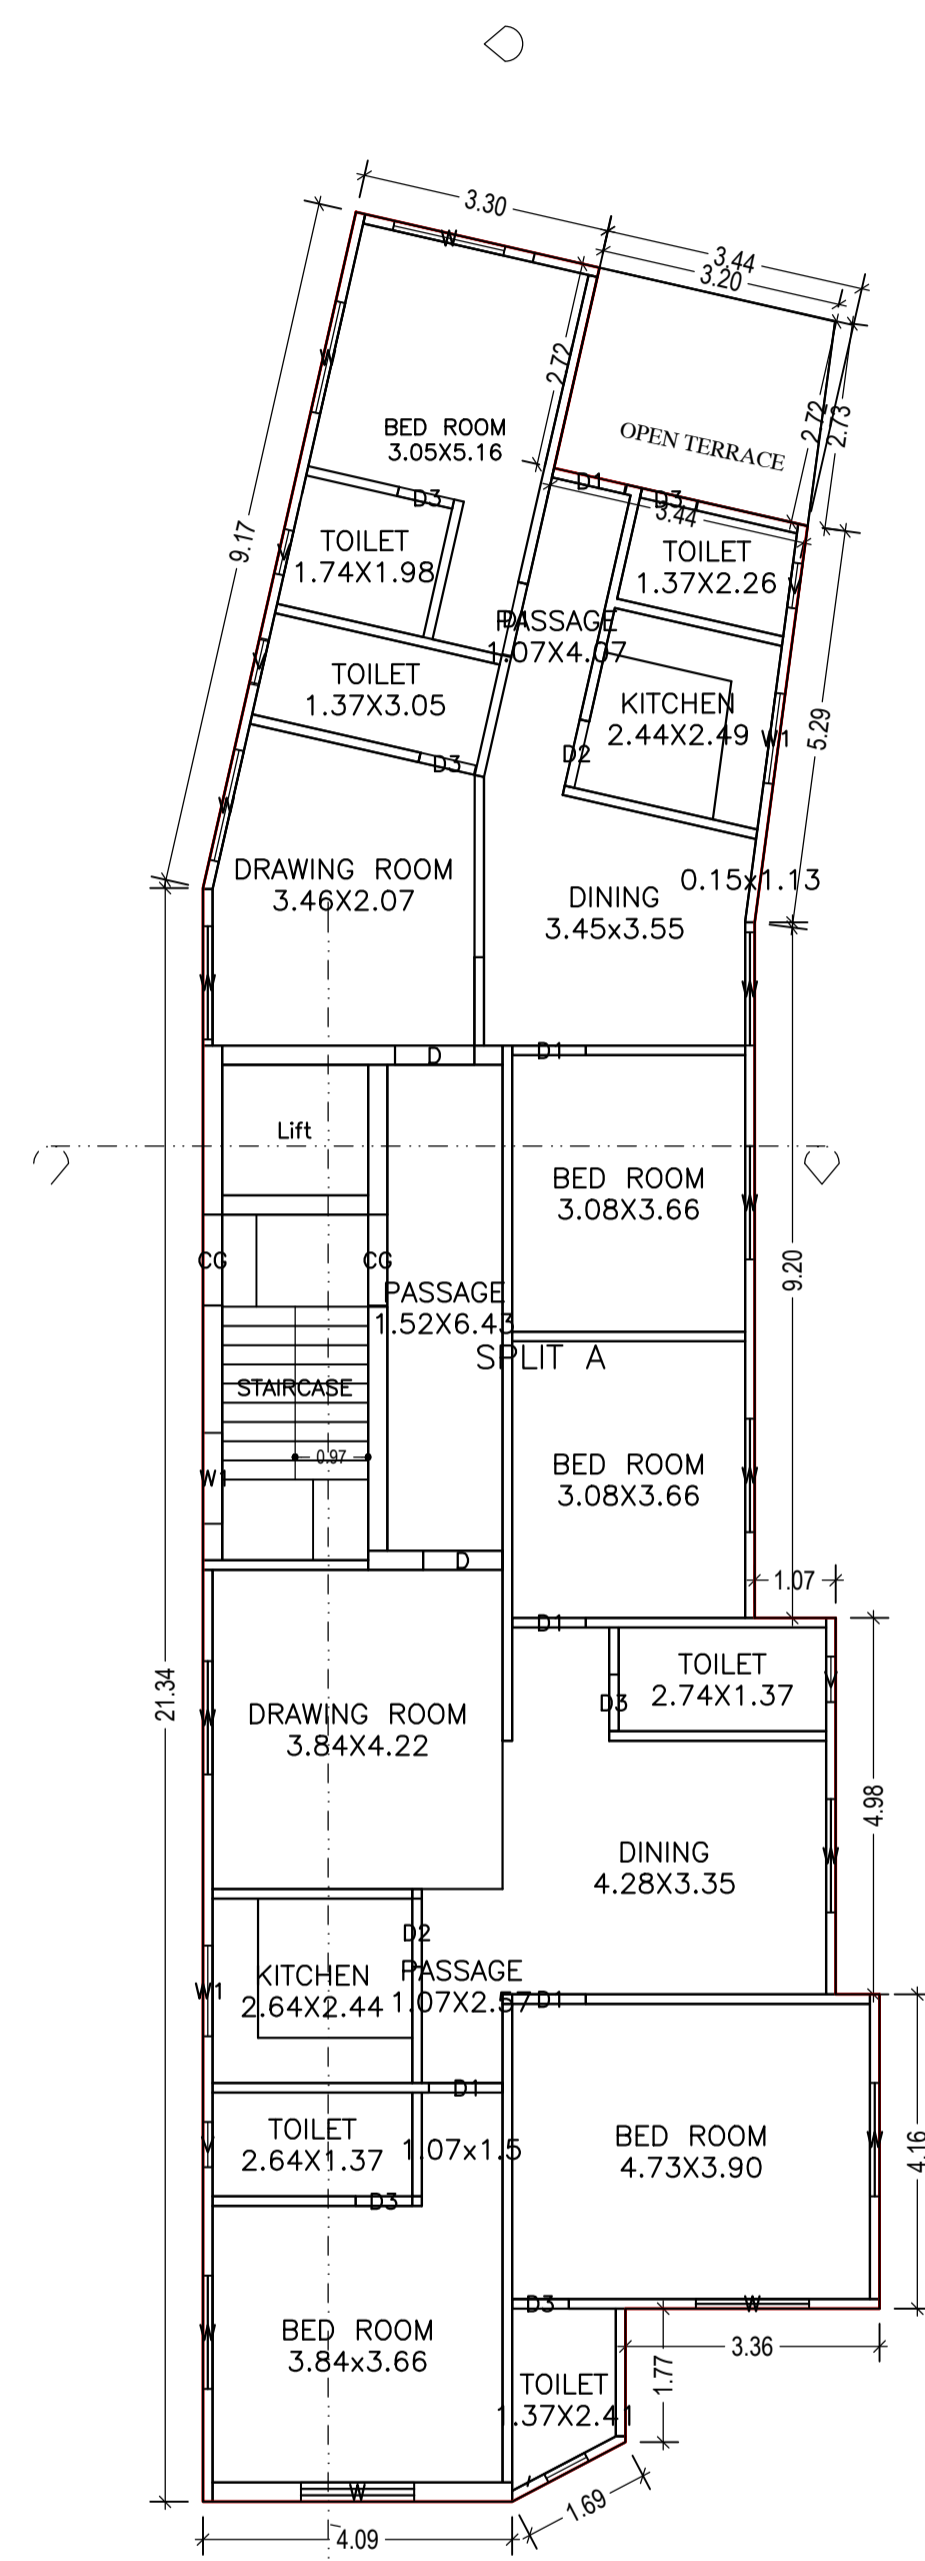 3.30
3.44
3.20
W
W
2.72
2.72
2.73
BED ROOM
3.05X5.16
OPEN TERRACE
D1
D3
D3
3.44
9.17
TOILET
1.74X1.98
V
TOILET
1.37X2.26
V
D
PASSAGE
1.07X4.07
TOILET
1.37X3.05
V
KITCHEN
2.44X2.49
W1
5.29
D2
D3
W
DRAWING ROOM
3.46X2.07
0.15x1.13
DINING
3.45x3.55
W
W
D
D1
Lift
BED ROOM
3.08X3.66
W
CG
CG
9.20
PASSAGE
1.52X6.43
SPLIT A
STAIRCASE
0.97
W1
BED ROOM
3.08X3.66
W
D
1.07
D1
21.34
TOILET
2.74X1.37
V
D3
DRAWING ROOM
3.84X4.22
W
4.98
DINING
4.28X3.35
W
D2
KITCHEN
2.64X2.44
W1
PASSAGE
1.07X2.57
D1
D1
TOILET
2.64X1.37
V
1.07x1.5
BED ROOM
4.73X3.90
W
4.16
D3
D3
W
BED ROOM
3.84x3.66
W
3.36
1.77
TOILET
1.37X2.41
V
W
1.69
4.09